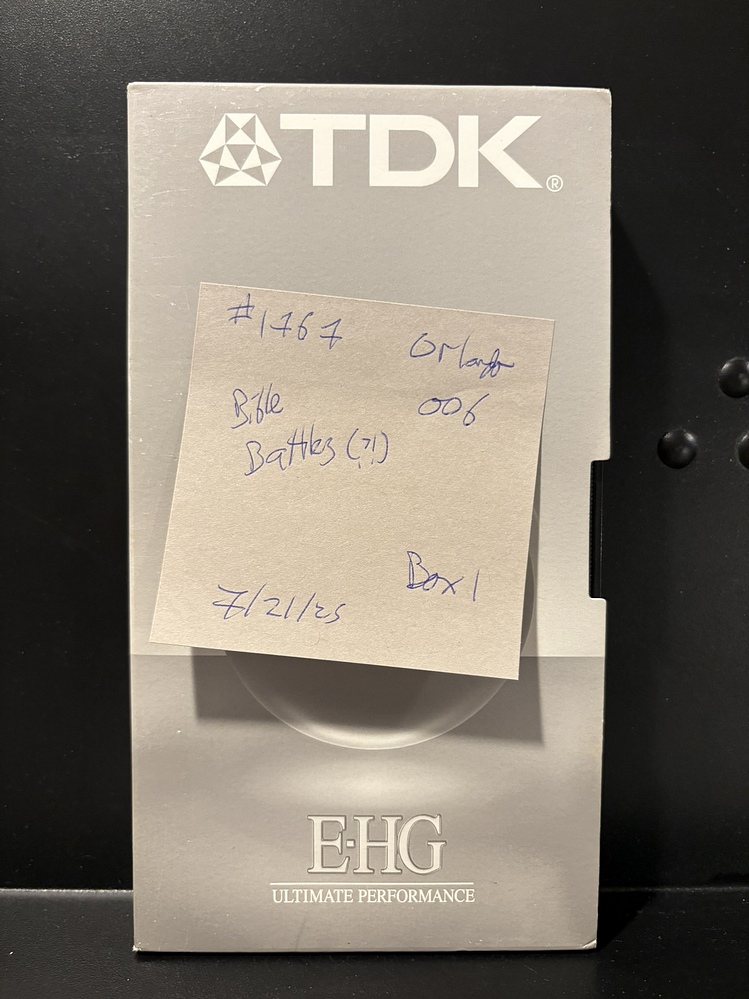 TDK®
#1767
Orlando
Bible
006
Battles (?!)
Box 1
7/21/25
E-HG
ULTIMATE PERFORMANCE